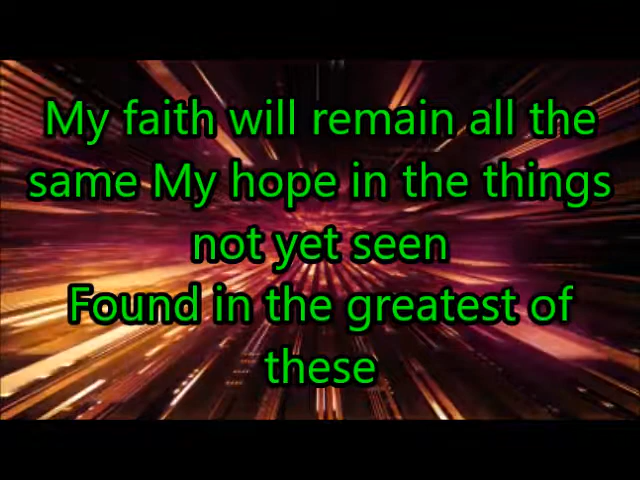 My faith will remain all the
same My hope in the things
not yet seen
Found in the greatest of
these